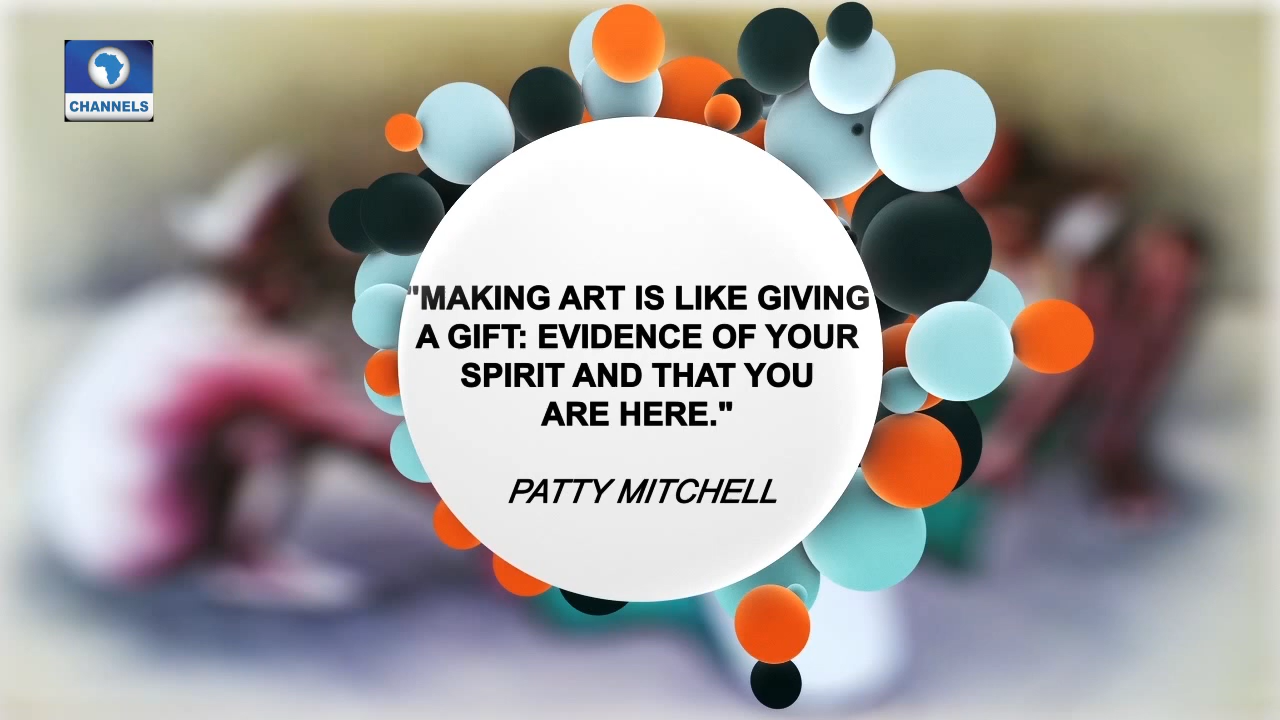 CHANNELS
"MAKING ART IS LIKE GIVING
A GIFT: EVIDENCE OF YOUR
SPIRIT AND THAT YOU
ARE HERE."
PATTY MITCHELL